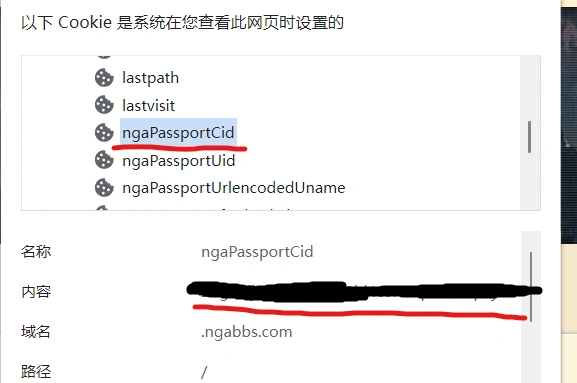 以下 Cookie 是系统在您查看此网页时设置的
lastpath
lastvisit
ngaPassportCid
ngaPassportUid
ngaPassportUrlencodedUname
名称 ngaPassportCid
内容
域名 .ngabbs.com
路径 /